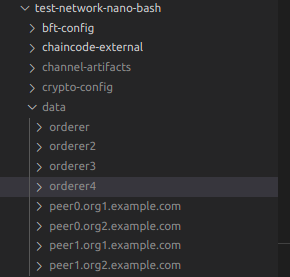 test-network-nano-bash
bft-config
chaincode-external
channel-artifacts
crypto-config
data
orderer
orderer2
orderer3
orderer4
peer0.org1.example.com
peer0.org2.example.com
peer1.org1.example.com
peer1.org2.example.com